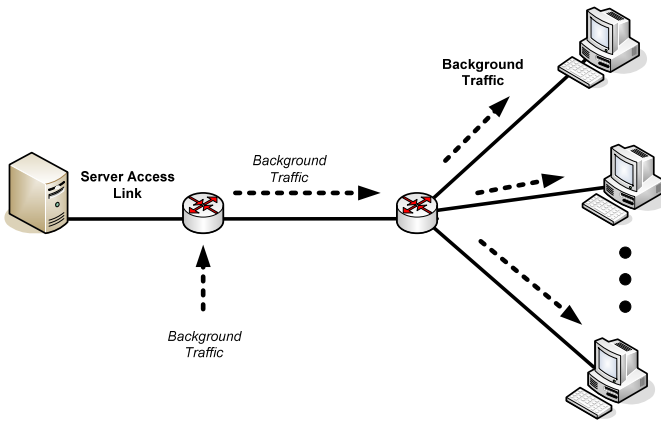 Background
Traffic
Server Access
Link
Background
Traffic
Background
Traffic